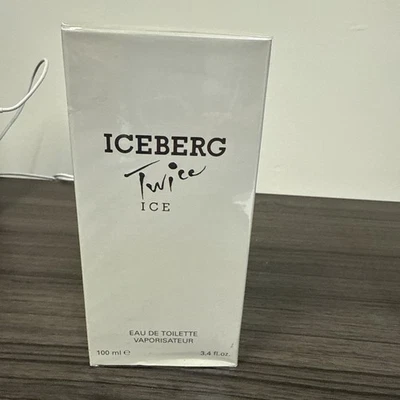 ICEBERG
Twice
ICE
EAU DE TOILETTE
VAPORISATEUR
100 ml ℮ 3.4 fl.oz.